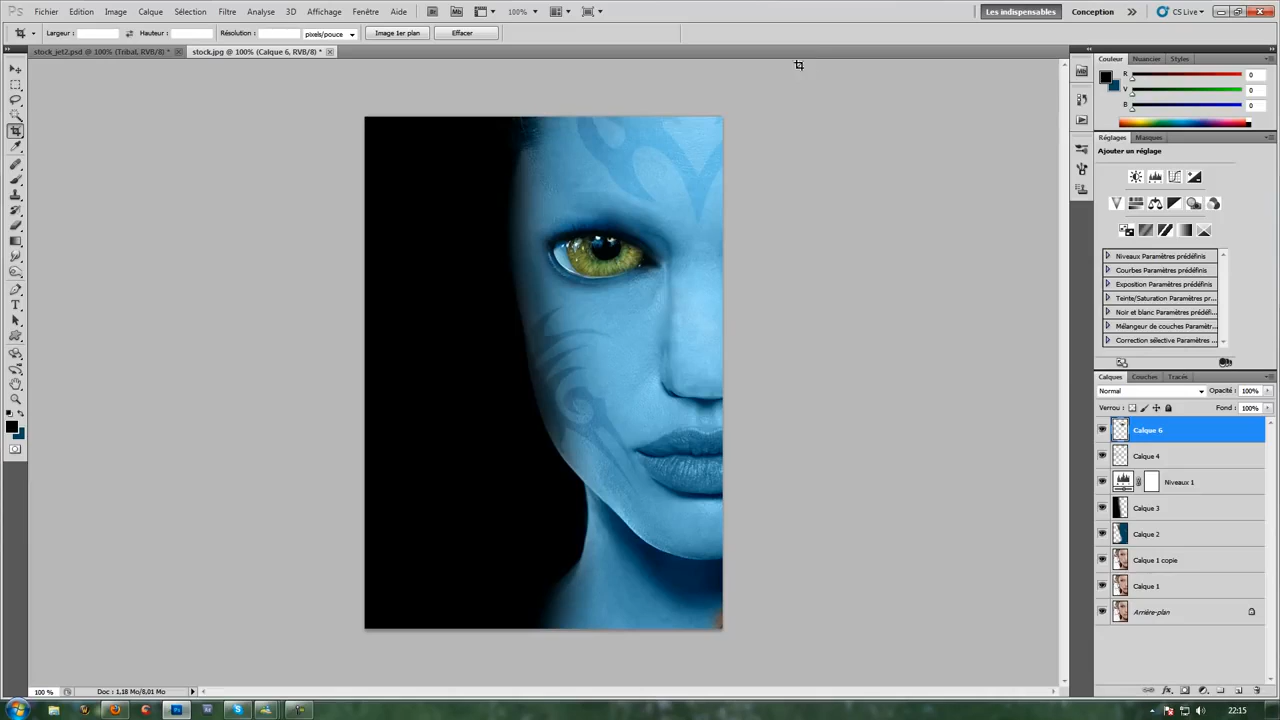 Fichier Edition Image Calque Sélection Filtre Analyse 3D Affichage Fenêtre Aide Br Mb 100% Les indispensables Conception CS Live
Largeur : Hauteur : Résolution : pixels/pouce Image 1er plan Effacer
stock_jet2.psd @ 100% (Tribal, RVB/8) * stock.jpg @ 100% (Calque 6, RVB/8) *
Couleur Nuancier Styles
R 0
V 0
B 0
Réglages Masques
Ajouter un réglage
Niveaux Paramètres prédéfinis
Courbes Paramètres prédéfinis
Exposition Paramètres prédéfinis
Teinte/Saturation Paramètres pr...
Noir et blanc Paramètres prédéfi...
Mélangeur de couches Paramètr...
Correction sélective Paramètres ...
Calques Couches Tracés
Normal Opacité : 100%
Verrou : Fond : 100%
Calque 6
Calque 4
Niveaux 1
Calque 3
Calque 2
Calque 1 copie
Calque 1
Arrière-plan
100 % Doc : 1,18 Mo/8,01 Mo
22:15